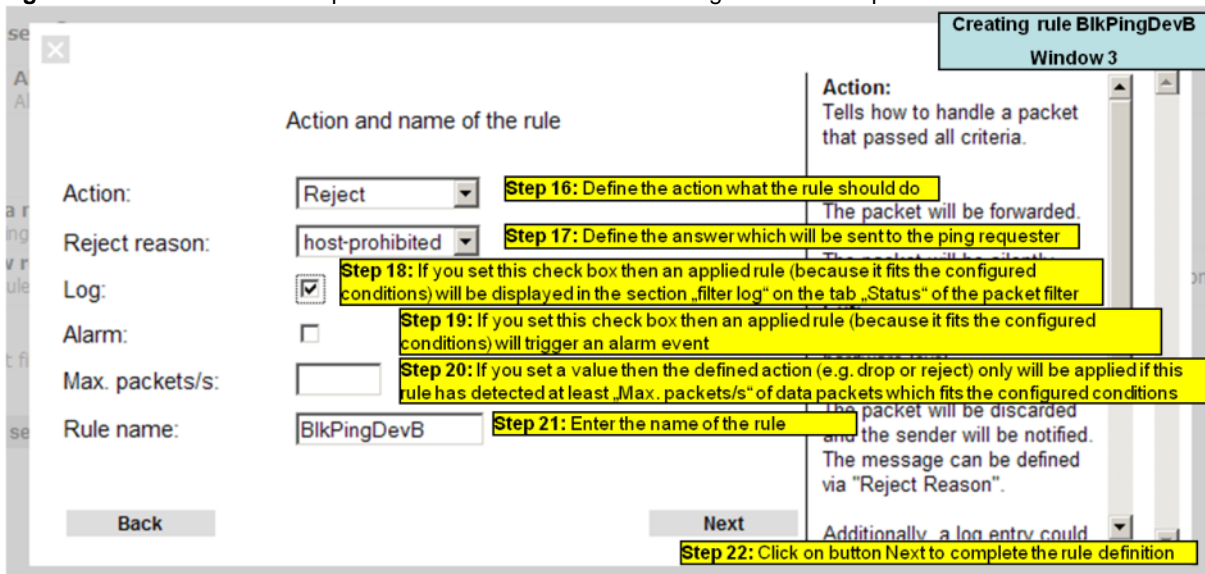 Creating rule BlkPingDevB
Window 3
Action:
Tells how to handle a packet
that passed all criteria.
Action and name of the rule
Action:
Reject
Step 16: Define the action what the rule should do
The packet will be forwarded.
Reject reason:
host-prohibited
Step 17: Define the answer which will be sent to the ping requester
Log:
Step 18: If you set this check box then an applied rule (because it fits the configured
conditions) will be displayed in the section „filter log“ on the tab „Status“ of the packet filter
Alarm:
Step 19: If you set this check box then an applied rule (because it fits the configured
conditions) will trigger an alarm event
Max. packets/s:
Step 20: If you set a value then the defined action (e.g. drop or reject) only will be applied if this
rule has detected at least „Max. packets/s“ of data packets which fits the configured conditions
The packet will be discarded
Rule name:
BlkPingDevB
Step 21: Enter the name of the rule
and the sender will be notified.
The message can be defined
via "Reject Reason".
Back
Next
Additionally, a log entry could
Step 22: Click on button Next to complete the rule definition